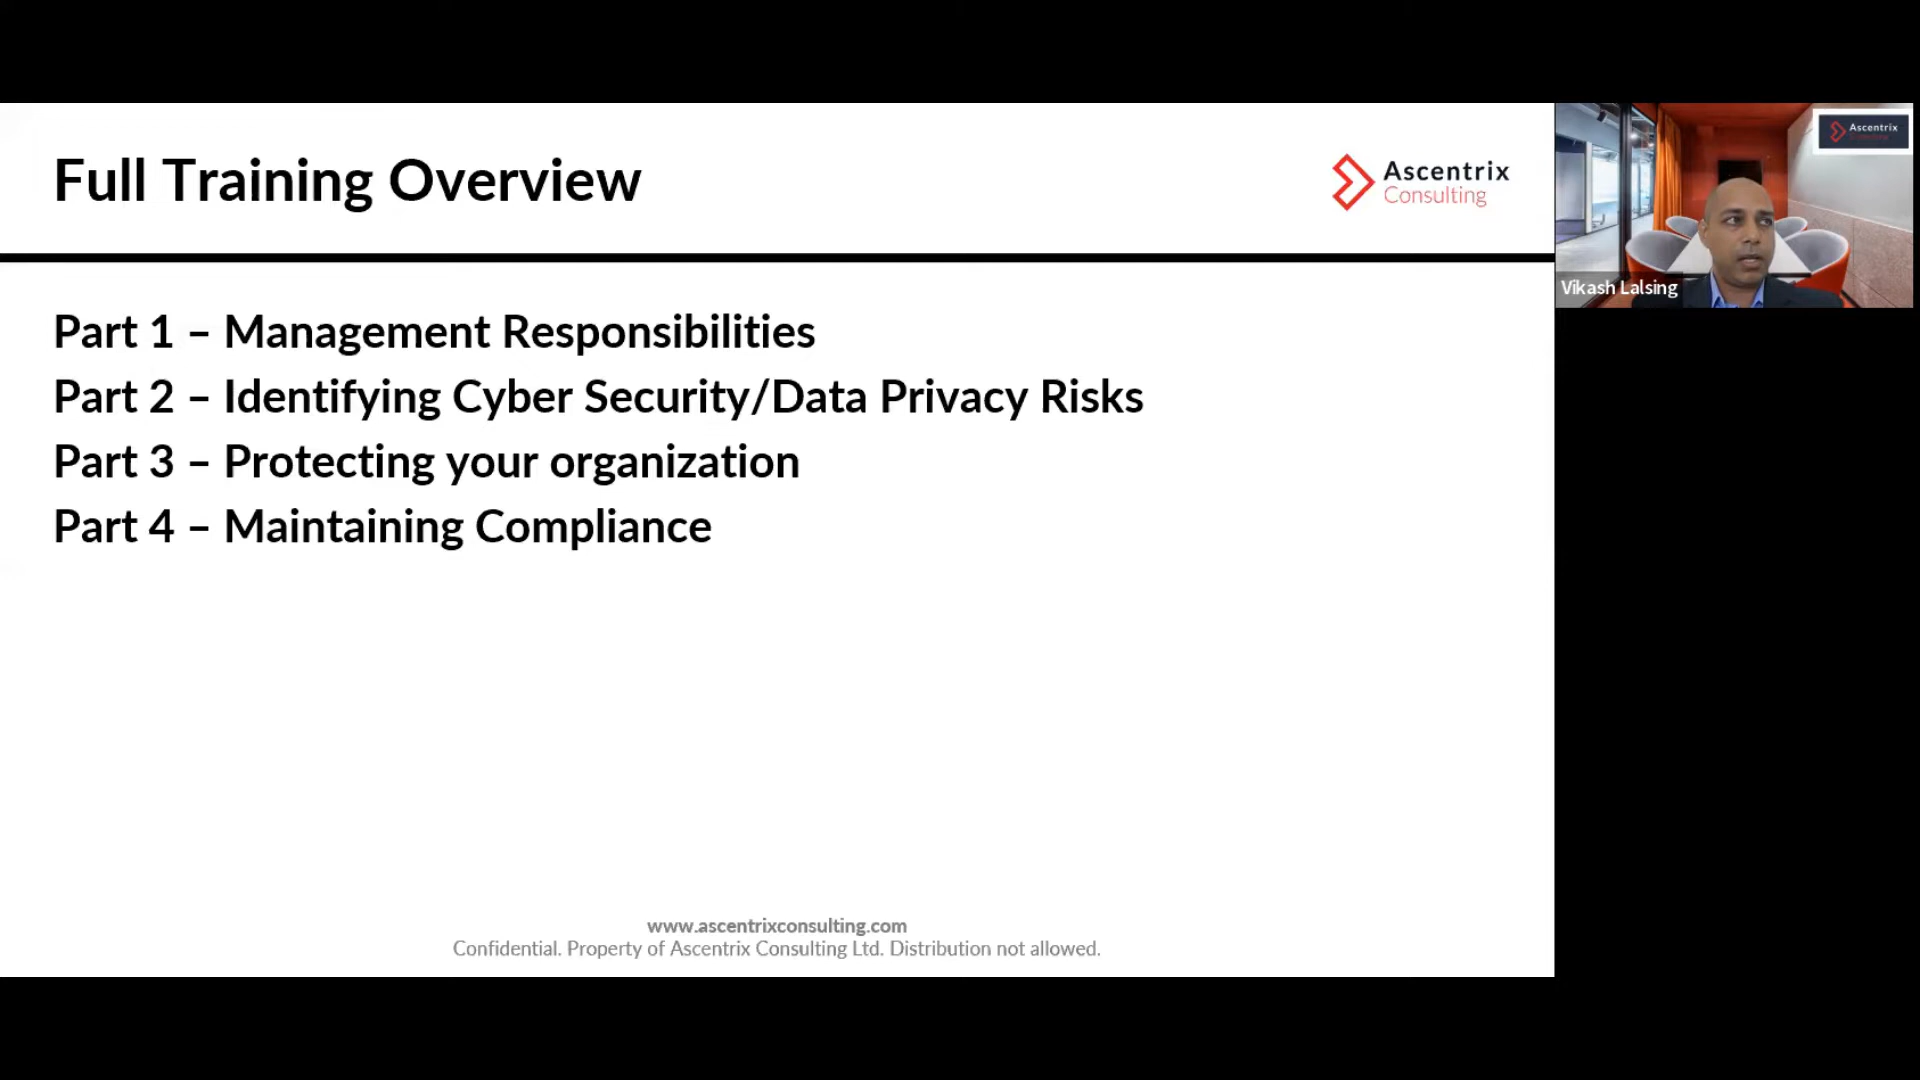 Full Training Overview
Ascentrix
Consulting
Part 1 – Management Responsibilities
Part 2 – Identifying Cyber Security/Data Privacy Risks
Part 3 – Protecting your organization
Part 4 – Maintaining Compliance
www.ascentrixconsulting.com
Confidential. Property of Ascentrix Consulting Ltd. Distribution not allowed.
Ascentrix
Vikash Lalsing